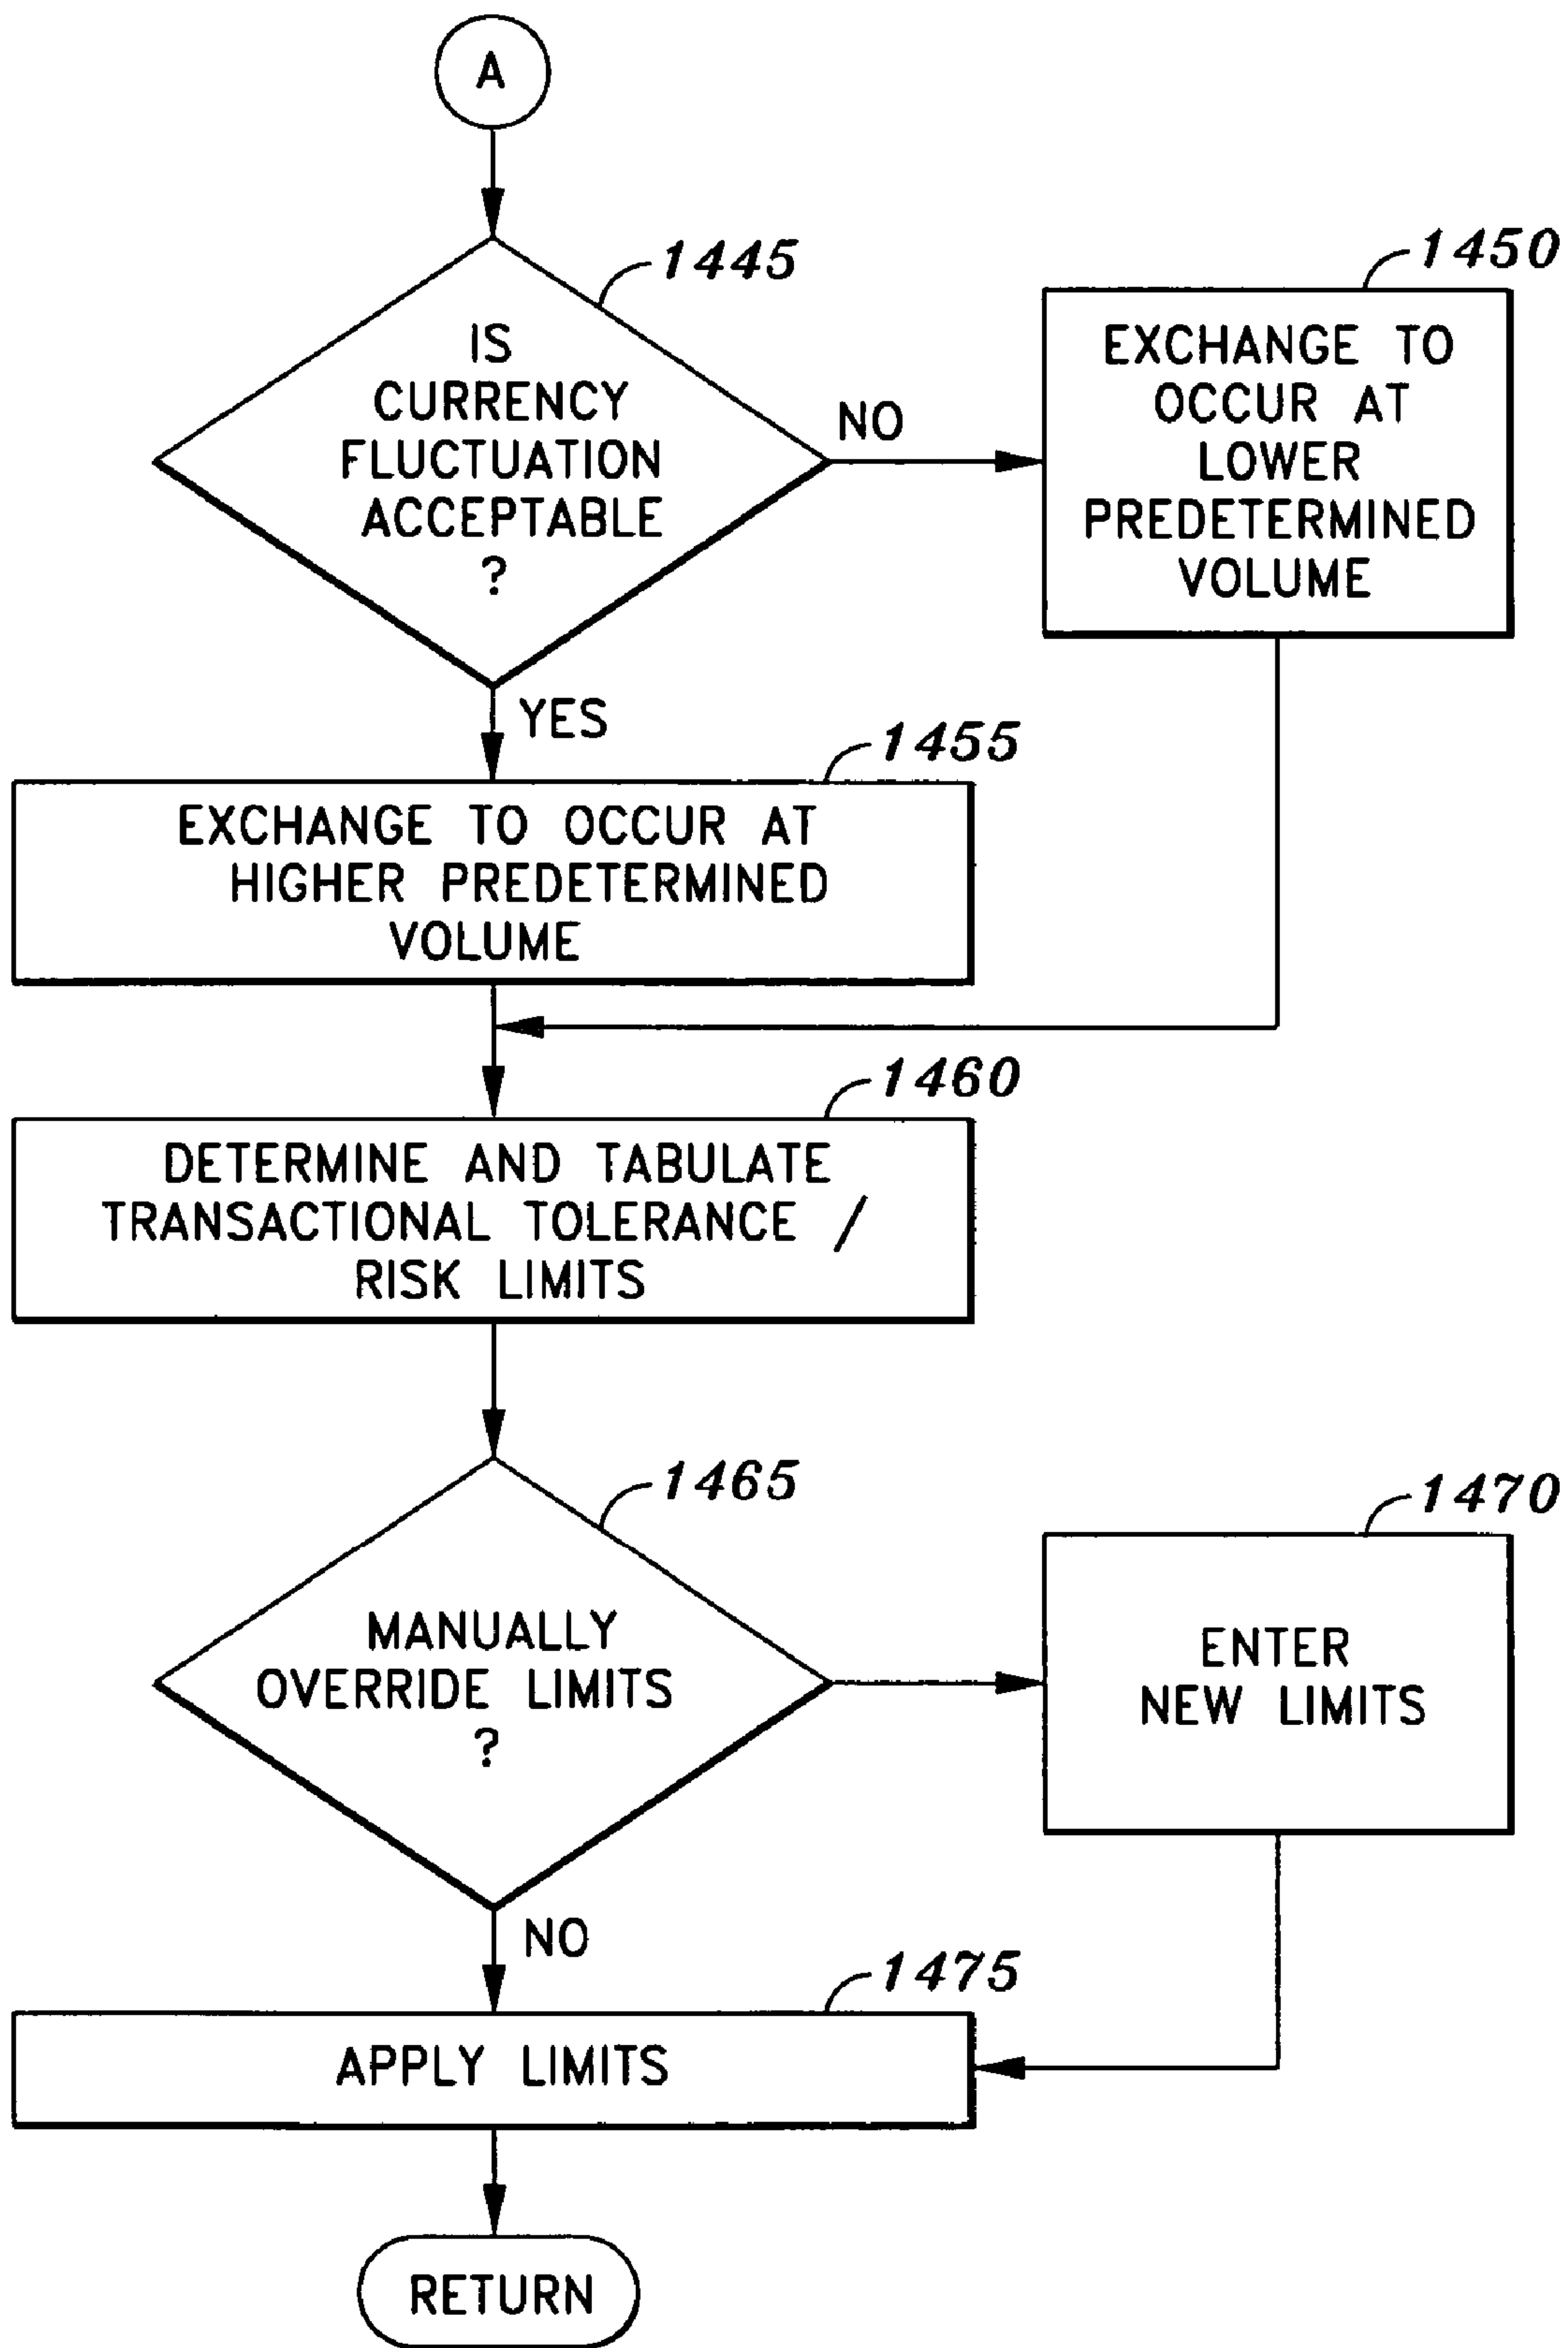 A
1445
IS
CURRENCY
FLUCTUATION
ACCEPTABLE
?
NO
1450
EXCHANGE TO
OCCUR AT
LOWER
PREDETERMINED
VOLUME
YES
1455
EXCHANGE TO OCCUR AT
HIGHER PREDETERMINED
VOLUME
1460
DETERMINE AND TABULATE
TRANSACTIONAL TOLERANCE /
RISK LIMITS
1465
MANUALLY
OVERRIDE LIMITS
?
1470
ENTER
NEW LIMITS
NO
1475
APPLY LIMITS
RETURN